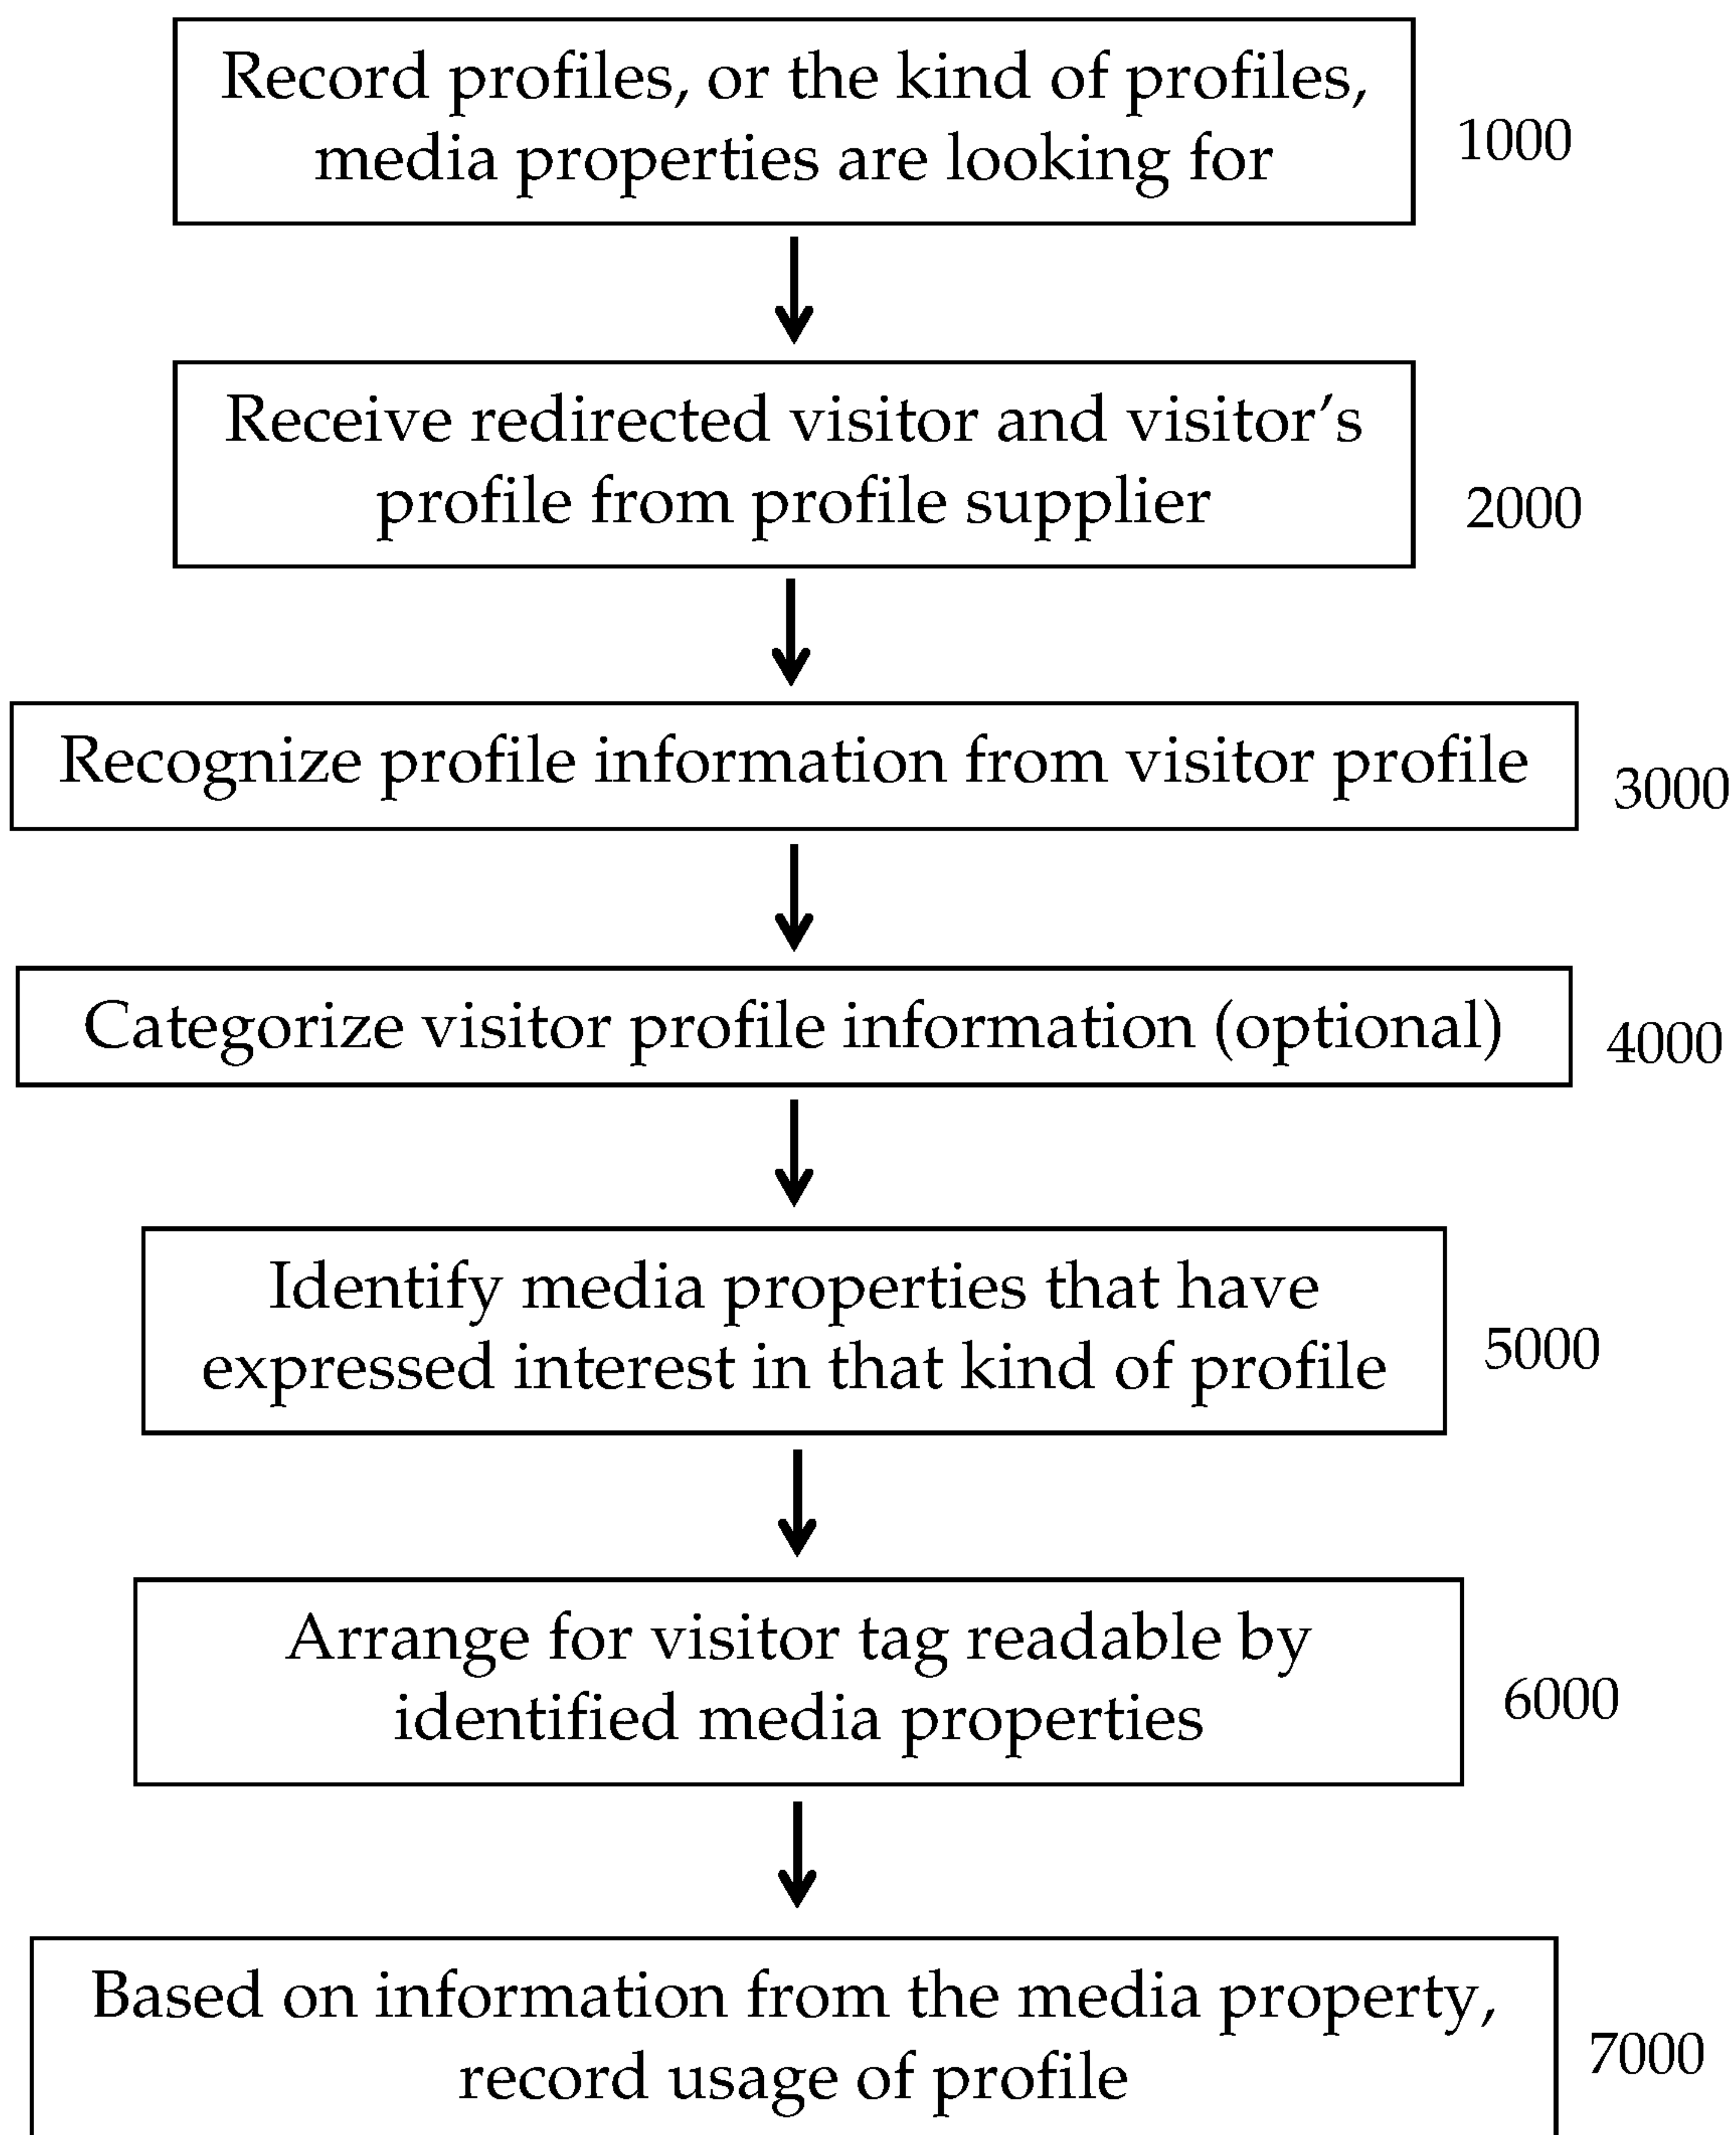 Record profiles, or the kind of profiles,
media properties are looking for
1000
Receive redirected visitor and visitor’s
profile from profile supplier
2000
Recognize profile information from visitor profile
3000
Categorize visitor profile information (optional)
4000
Identify media properties that have
expressed interest in that kind of profile
5000
Arrange for visitor tag readable by
identified media properties
6000
Based on information from the media property,
record usage of profile
7000